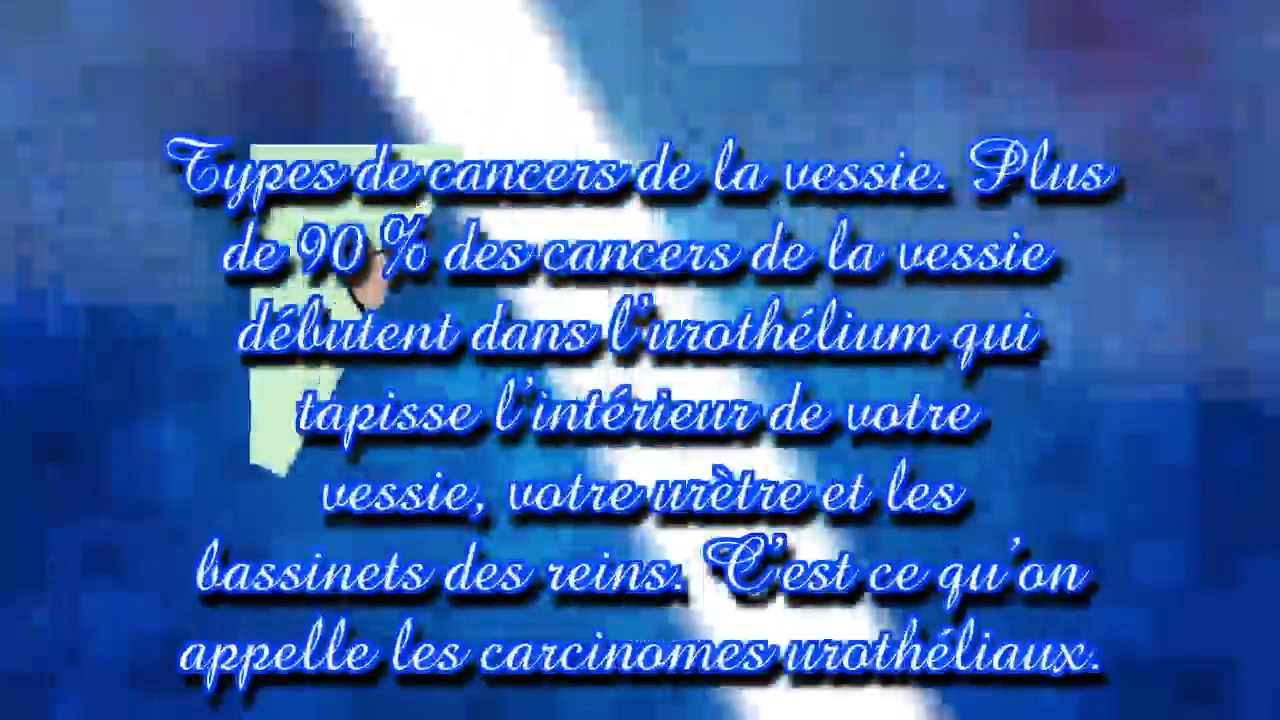 Types de cancers de la vessie. Plus
de 90 % des cancers de la vessie
débutent dans l’urothélium qui
tapisse l’intérieur de votre
vessie, votre urètre et les
bassinets des reins. C’est ce qu’on
appelle les carcinomes urothéliaux.